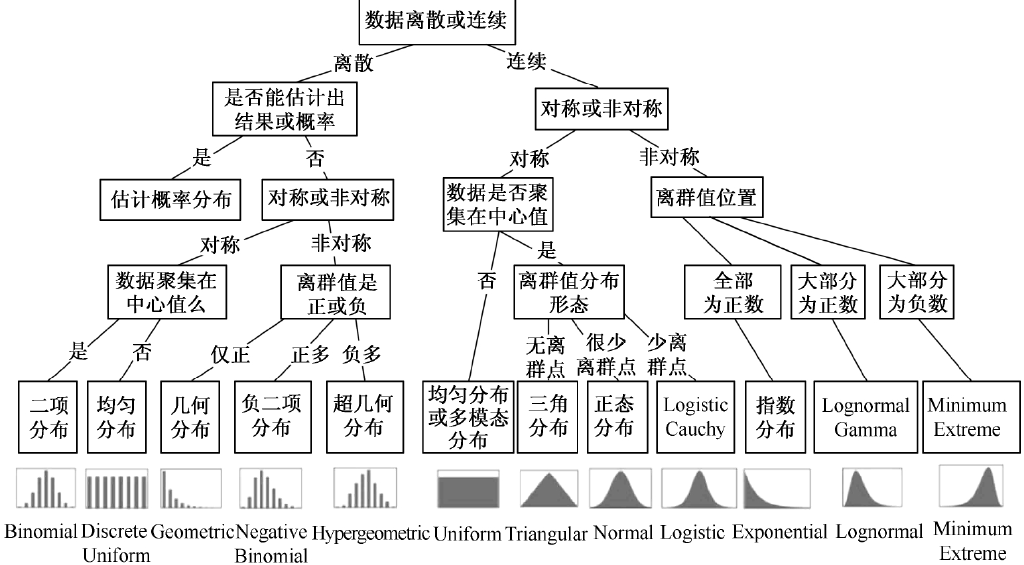 数据离散或连续
离散
连续
是否能估计出
结果或概率
对称或非对称
是
否
对称
非对称
估计概率分布
对称或非对称
数据是否聚
集在中心值
离群值位置
对称
非对称
否
是
数据聚集在
中心值么
离群值是
正或负
离群值分布
形态
全部
为正数
大部分
为正数
大部分
为负数
是
否
仅正
正多
负多
无离
群点
很少
离群点
少离
群点
二项
分布
均匀
分布
几何
分布
负二项
分布
超几何
分布
均匀分布
或多模态
分布
三角
分布
正态
分布
Logistic
Cauchy
指数
分布
Lognormal
Gamma
Minimum
Extreme
Binomial
Discrete
Uniform
Geometric
Negative
Binomial
Hypergeometric
Uniform
Triangular
Normal
Logistic
Exponential
Lognormal
Minimum
Extreme